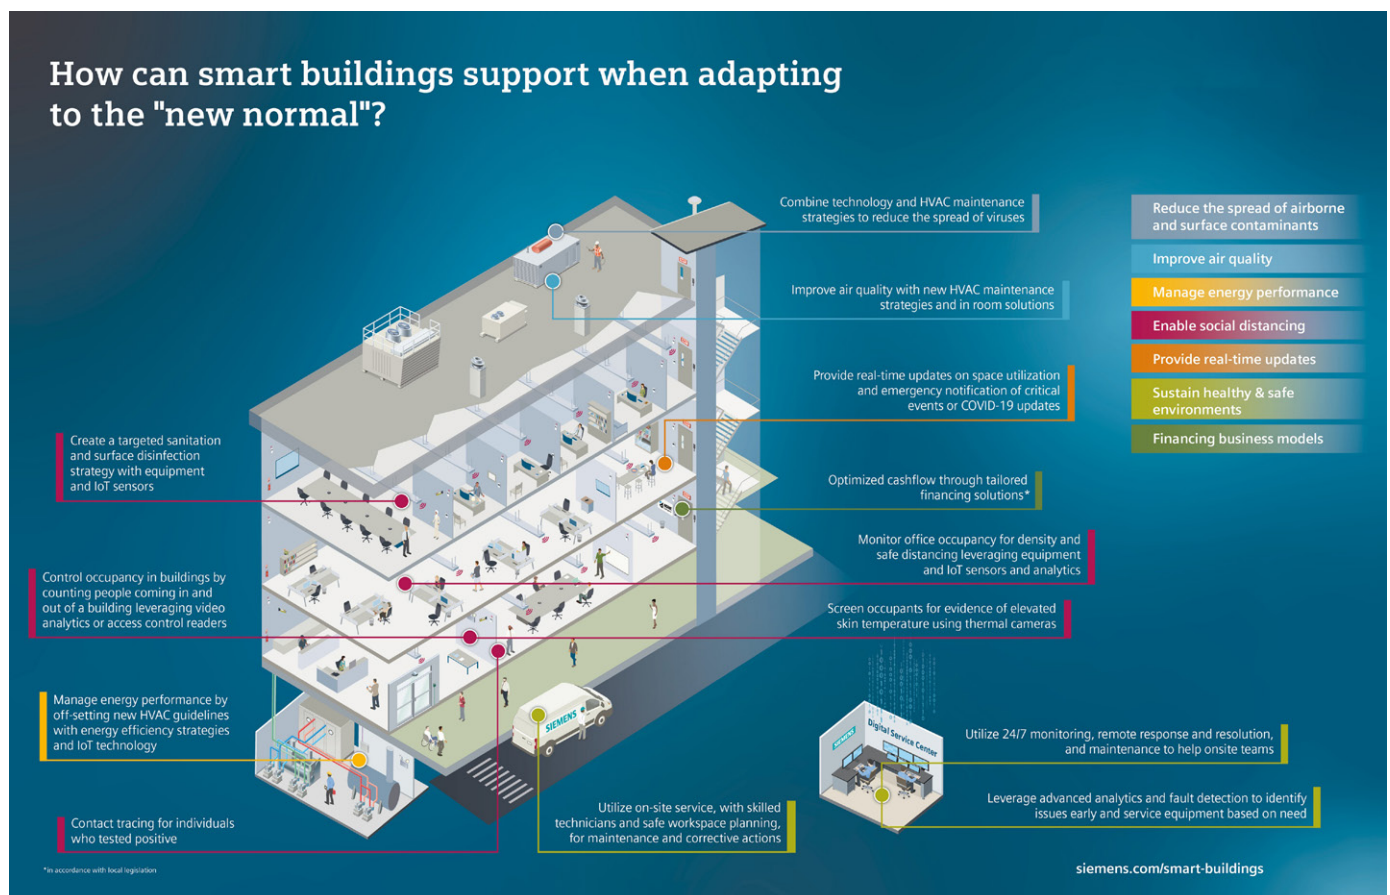 How can smart buildings support when adapting
to the "new normal"?
Combine technology and HVAC maintenance
strategies to reduce the spread of viruses
Improve air quality with new HVAC maintenance
strategies and in room solutions
Provide real-time updates on space utilization
and emergency notification of critical
events or COVID-19 updates
Optimized cashflow through tailored
financing solutions*
Monitor office occupancy for density and
safe distancing leveraging equipment
and IoT sensors and analytics
Screen occupants for evidence of elevated
skin temperature using thermal cameras
Reduce the spread of airborne
and surface contaminants
Improve air quality
Manage energy performance
Enable social distancing
Provide real-time updates
Sustain healthy & safe
environments
Financing business models
Create a targeted sanitation
and surface disinfection
strategy with equipment
and IoT sensors
Control occupancy in buildings by
counting people coming in and
out of a building leveraging video
analytics or access control readers
Manage energy performance by
off-setting new HVAC guidelines
with energy efficiency strategies
and IoT technology
Contact tracing for individuals
who tested positive
SIEMENS
Utilize on-site service, with skilled
technicians and safe workspace planning,
for maintenance and corrective actions
SIEMENS
Digital Service Center
Utilize 24/7 monitoring, remote response and resolution,
and maintenance to help onsite teams
Leverage advanced analytics and fault detection to identify
issues early and service equipment based on need
*in accordance with local legislation
siemens.com/smart-buildings